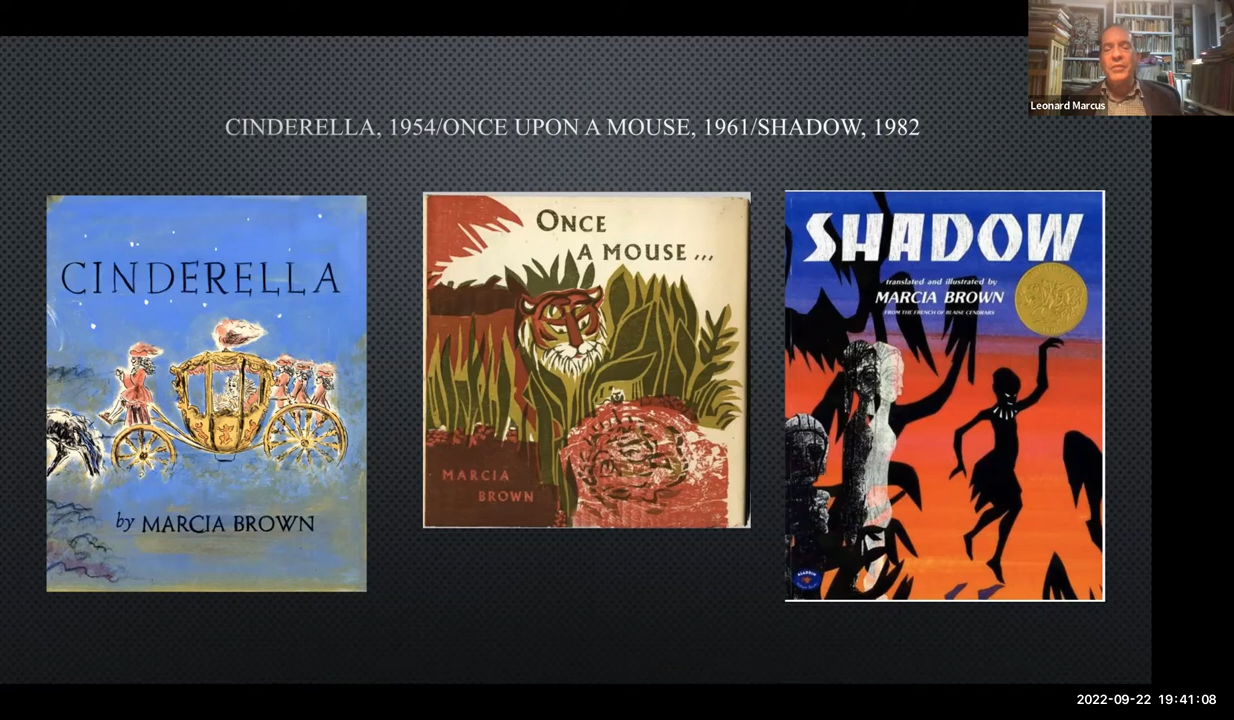 Leonard Marcus
CINDERELLA, 1954/ONCE UPON A MOUSE, 1961/SHADOW, 1982
CINDERELLA
by MARCIA BROWN
ONCE
A MOUSE...
MARCIA
BROWN
SHADOW
translated and illustrated by
MARCIA BROWN
FROM THE FRENCH OF BLAISE CENDRARS
ALADDIN
2022-09-22 19:41:08